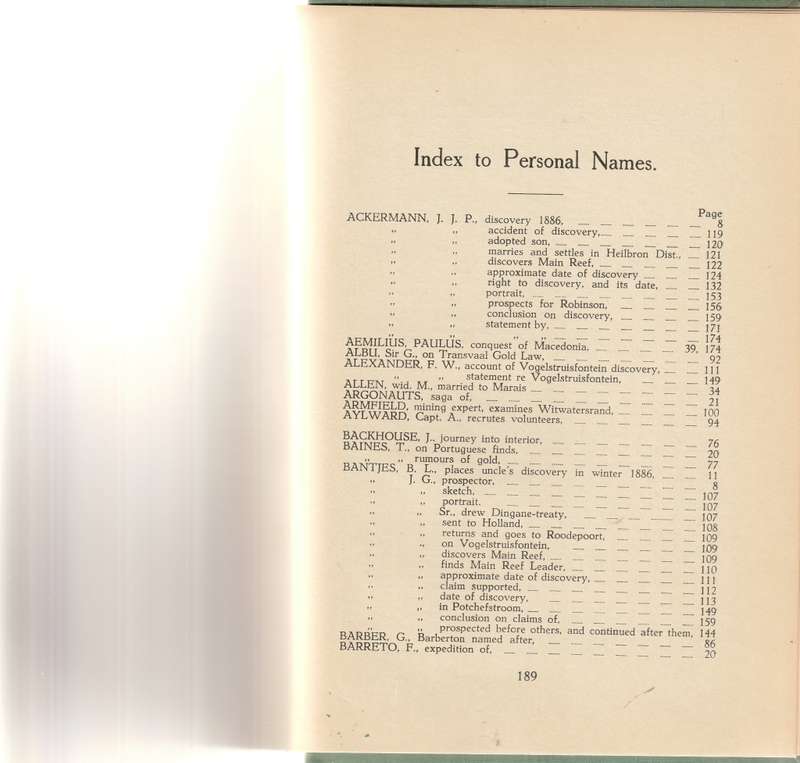 Index to Personal Names.
Page
ACKERMANN, J. J. P., discovery 1886, — — — — — — 8
,, ,, accident of discovery, — — — — — 119
,, ,, adopted son, — — — — — — — 120
,, ,, marries and settles in Heilbron Dist., — 121
,, ,, discovers Main Reef, — — — — — 122
,, ,, approximate date of discovery — — — 124
,, ,, right to discovery, and its date, — — 132
,, ,, portrait, — — — — — — — — 153
,, ,, prospects for Robinson, — — — — 156
,, ,, conclusion on discovery, — — — — 159
,, ,, statement by, — — — — — — — 171
,, ,, ,, ,, — — — — — — 174
AEMILIUS, PAULUS, conquest of Macedonia, — — — — 39, 174
ALBU, Sir G., on Transvaal Gold Law, — — — — — — 92
ALEXANDER, F. W., account of Vogelstruisfontein discovery, — — 111
,, ,, statement re Vogelstruisfontein, — — — 149
ALLEN, wid. M., married to Marais — — — — — — — 34
ARGONAUTS, saga of, — — — — — — — — — 21
ARMFIELD, mining expert, examines Witwatersrand, — — — — 100
AYLWARD, Capt. A., recrutes volunteers, — — — — — — 94
BACKHOUSE, J., journey into interior, — — — — — — — 76
BAINES, T., on Portuguese finds, — — — — — — — — 20
,, ,, rumours of gold, — — — — — — — — 77
BANTJES, B. L., places uncle's discovery in winter 1886, — — 11
,, J. G., prospector, — — — — — — — — 8
,, ,, sketch, — — — — — — — — — 107
,, ,, portrait, — — — — — — — — 107
,, ,, Sr., drew Dingane-treaty, — — — — — 107
,, ,, sent to Holland, — — — — — — — 108
,, ,, returns and goes to Roodepoort, — — — — 109
,, ,, on Vogelstruisfontein, — — — — — — 109
,, ,, discovers Main Reef, — — — — — — 109
,, ,, finds Main Reef Leader, — — — — — — 110
,, ,, approximate date of discovery, — — — — — 111
,, ,, claim supported, — — — — — — — 112
,, ,, date of discovery, — — — — — — — 113
,, ,, in Potchefstroom, — — — — — — — 149
,, ,, conclusion on claims of, — — — — — — 159
,, ,, prospected before others, and continued after them, 144
BARBER, G., Barberton named after, — — — — — — — 86
BARRETO, F., expedition of, — — — — — — — — — 20
189